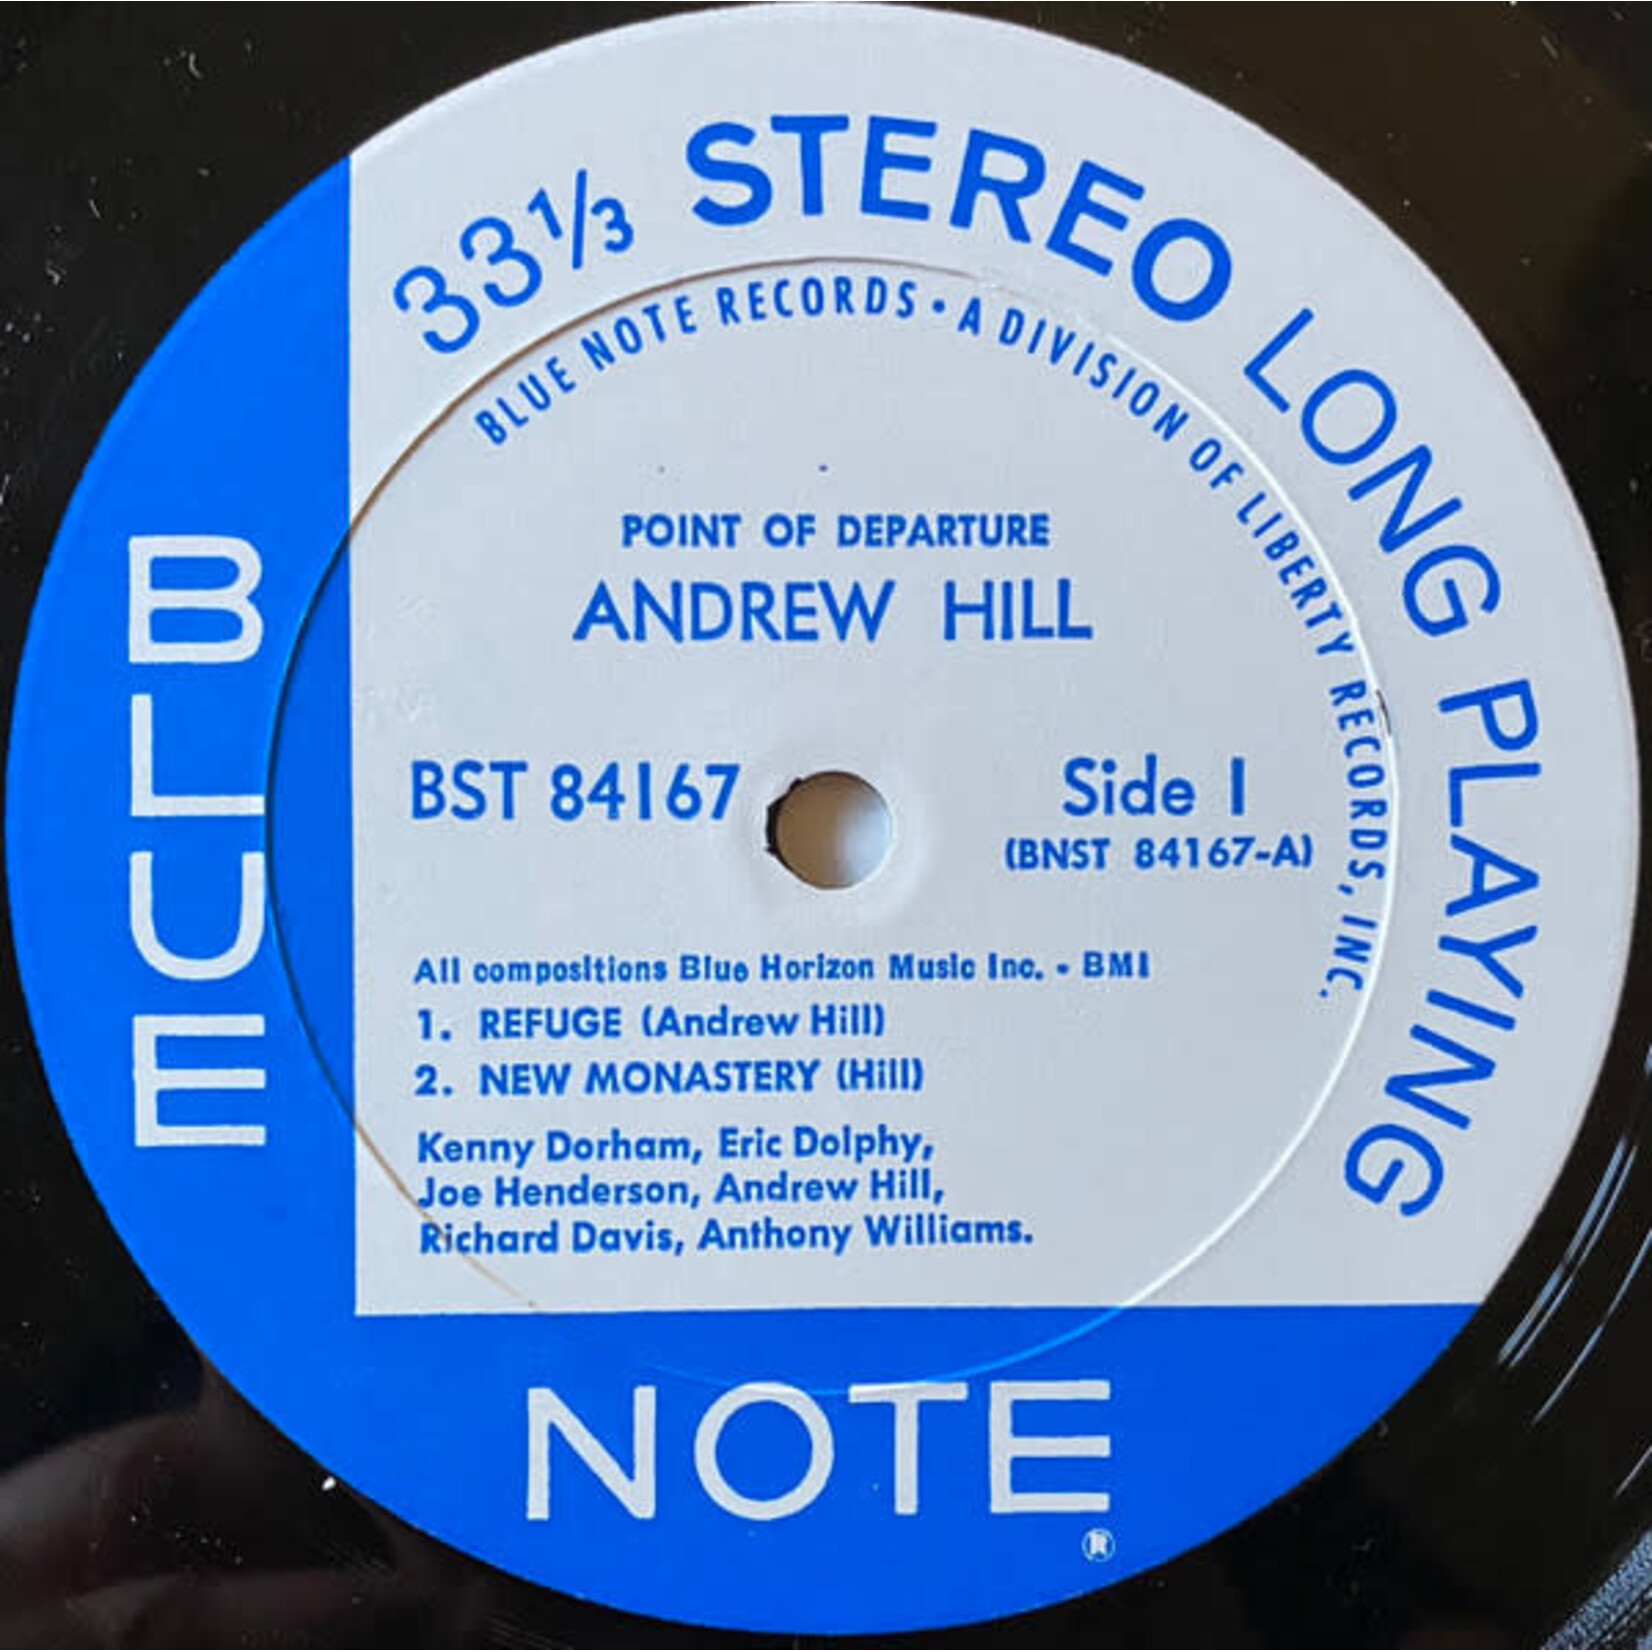 33⅓ STEREO LONG PLAYING
BLUE NOTE RECORDS • A DIVISION OF LIBERTY RECORDS, INC.
POINT OF DEPARTURE
ANDREW HILL
BST 84167
Side 1
(BNST 84167-A)
All compositions Blue Horizon Music Inc. • BMI
1. REFUGE (Andrew Hill)
2. NEW MONASTERY (Hill)
Kenny Dorham, Eric Dolphy,
Joe Henderson, Andrew Hill,
Richard Davis, Anthony Williams.
BLUE
NOTE
®